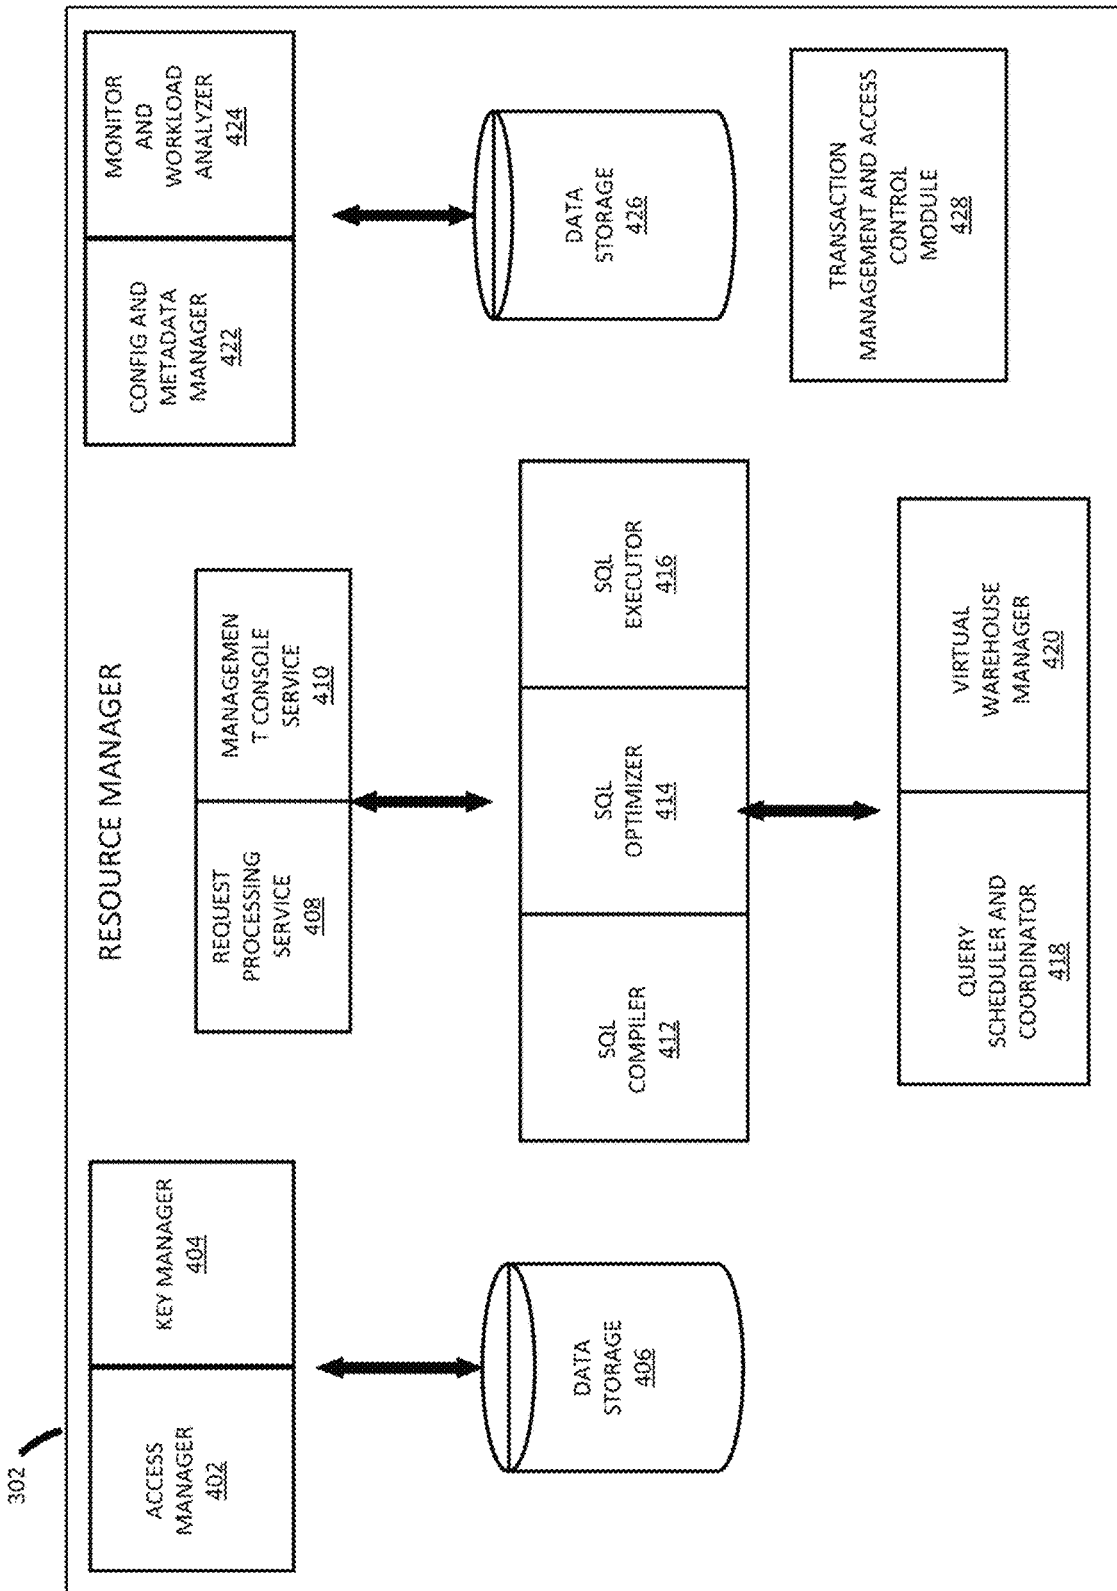 302
RESOURCE MANAGER
ACCESS
MANAGER
402
KEY MANAGER
404
DATA
STORAGE
406
REQUEST
PROCESSING
SERVICE
408
MANAGEMEN
T CONSOLE
SERVICE
410
SQL
COMPILER
412
SQL
OPTIMIZER
414
SQL
EXECUTOR
416
QUERY
SCHEDULER AND
COORDINATOR
418
VIRTUAL
WAREHOUSE
MANAGER
420
CONFIG AND
METADATA
MANAGER
422
MONITOR
AND
WORKLOAD
ANALYZER
424
DATA
STORAGE
426
TRANSACTION
MANAGEMENT AND ACCESS
CONTROL
MODULE
428